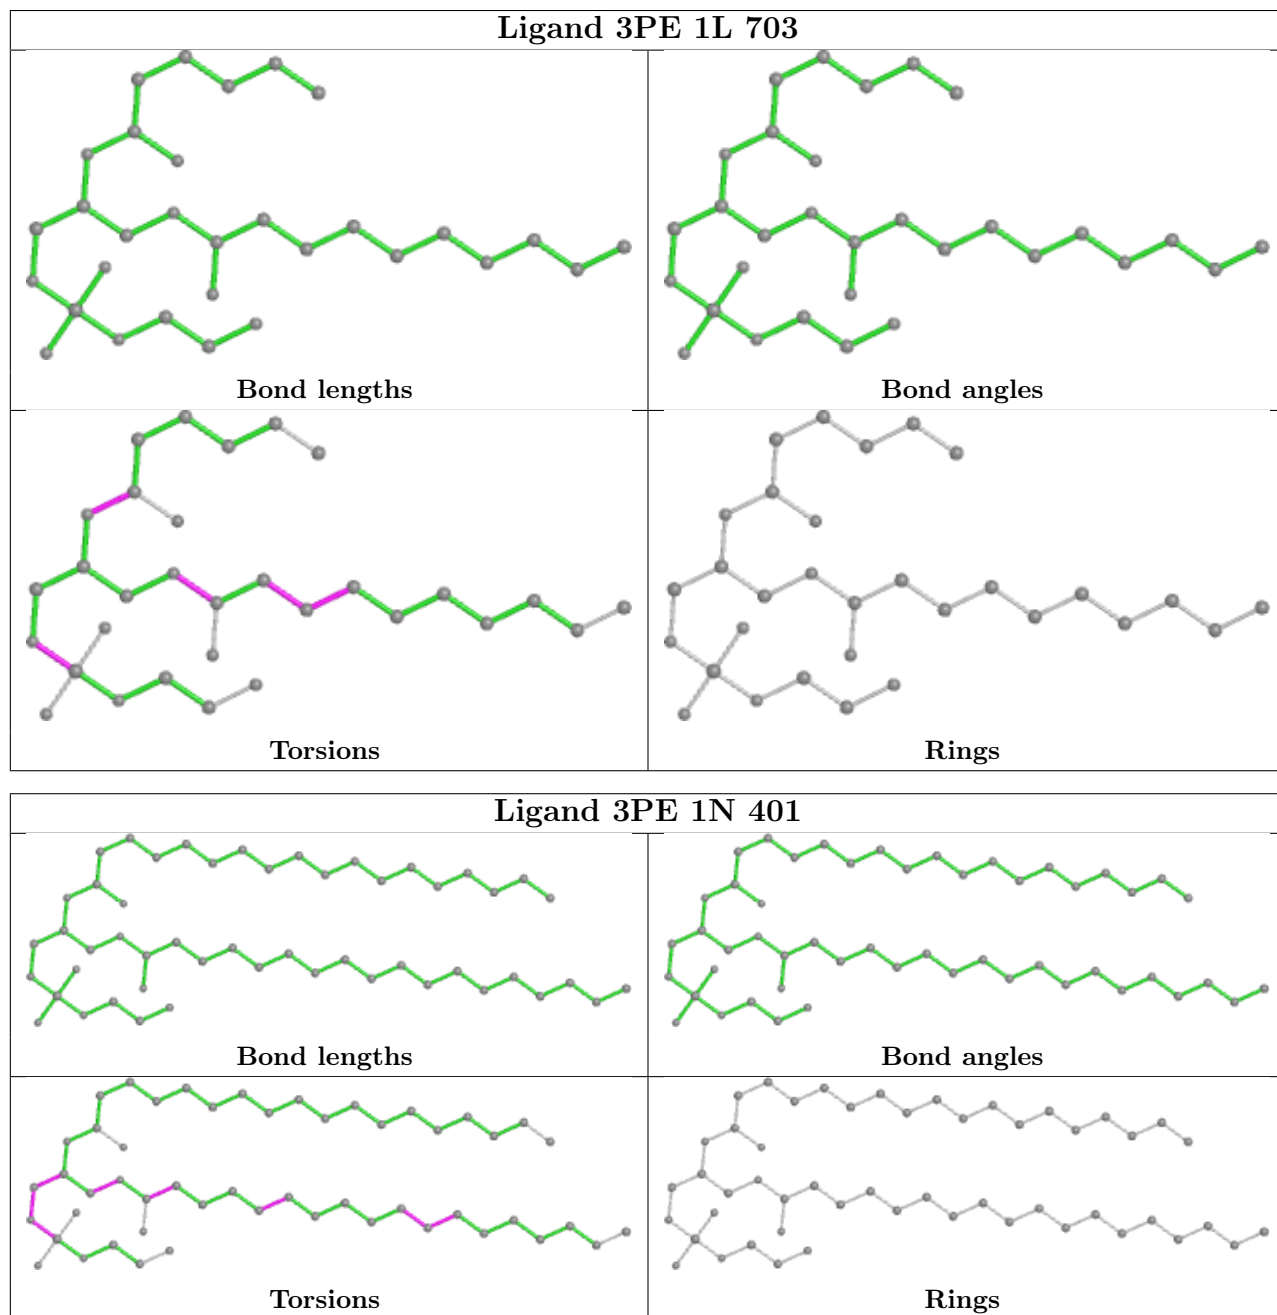 Ligand 3PE 1L 703
Bond lengths
Bond angles
Torsions
Rings
Ligand 3PE 1N 401
Bond lengths
Bond angles
Torsions
Rings